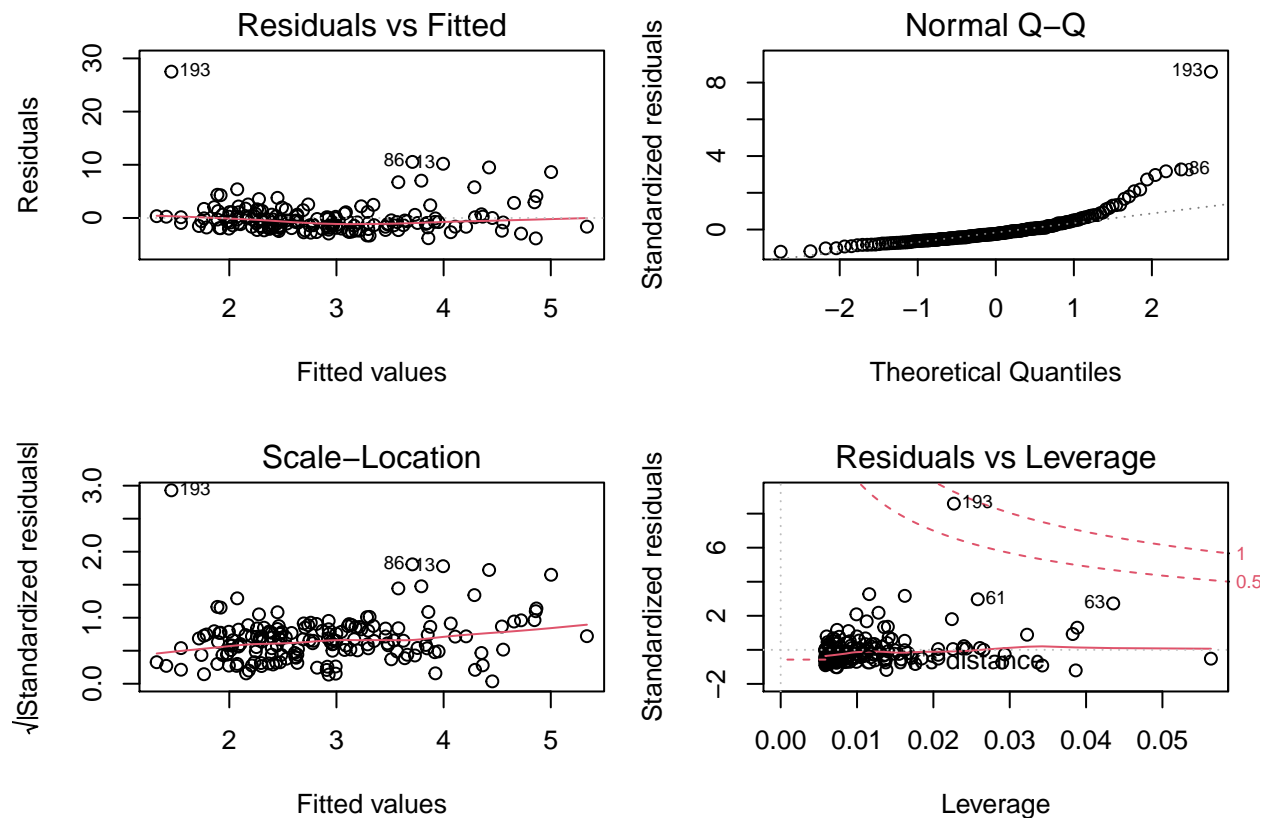 Residuals vs Fitted
Residuals
30
20
10
0
193
86
13
2 3 4 5
Fitted values
Normal Q−Q
Standardized residuals
8
4
0
193
86
−2 −1 0 1 2
Theoretical Quantiles
Scale−Location
√|Standardized residuals|
3.0
2.0
1.0
0.0
193
86
13
2 3 4 5
Fitted values
Residuals vs Leverage
Standardized residuals
6
2
−2
193
61
63
distance
1
0.5
0.00 0.01 0.02 0.03 0.04 0.05
Leverage